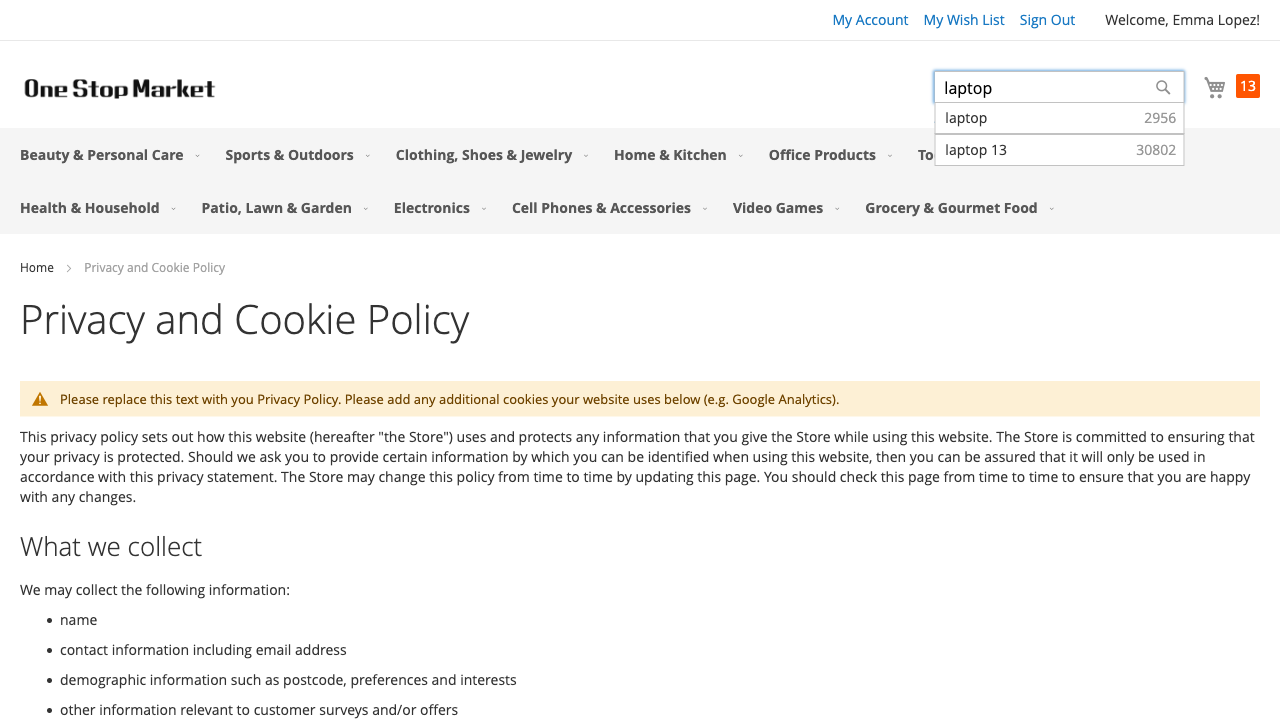 My Account My Wish List Sign Out Welcome, Emma Lopez!
One Stop Market
laptop
13
laptop 2956
laptop 13 30802
Beauty & Personal Care Sports & Outdoors Clothing, Shoes & Jewelry Home & Kitchen Office Products To
Health & Household Patio, Lawn & Garden Electronics Cell Phones & Accessories Video Games Grocery & Gourmet Food
Home Privacy and Cookie Policy
Privacy and Cookie Policy
Please replace this text with you Privacy Policy. Please add any additional cookies your website uses below (e.g. Google Analytics).
This privacy policy sets out how this website (hereafter "the Store") uses and protects any information that you give the Store while using this website. The Store is committed to ensuring that
your privacy is protected. Should we ask you to provide certain information by which you can be identified when using this website, then you can be assured that it will only be used in
accordance with this privacy statement. The Store may change this policy from time to time by updating this page. You should check this page from time to time to ensure that you are happy
with any changes.
What we collect
We may collect the following information:
name
contact information including email address
demographic information such as postcode, preferences and interests
other information relevant to customer surveys and/or offers